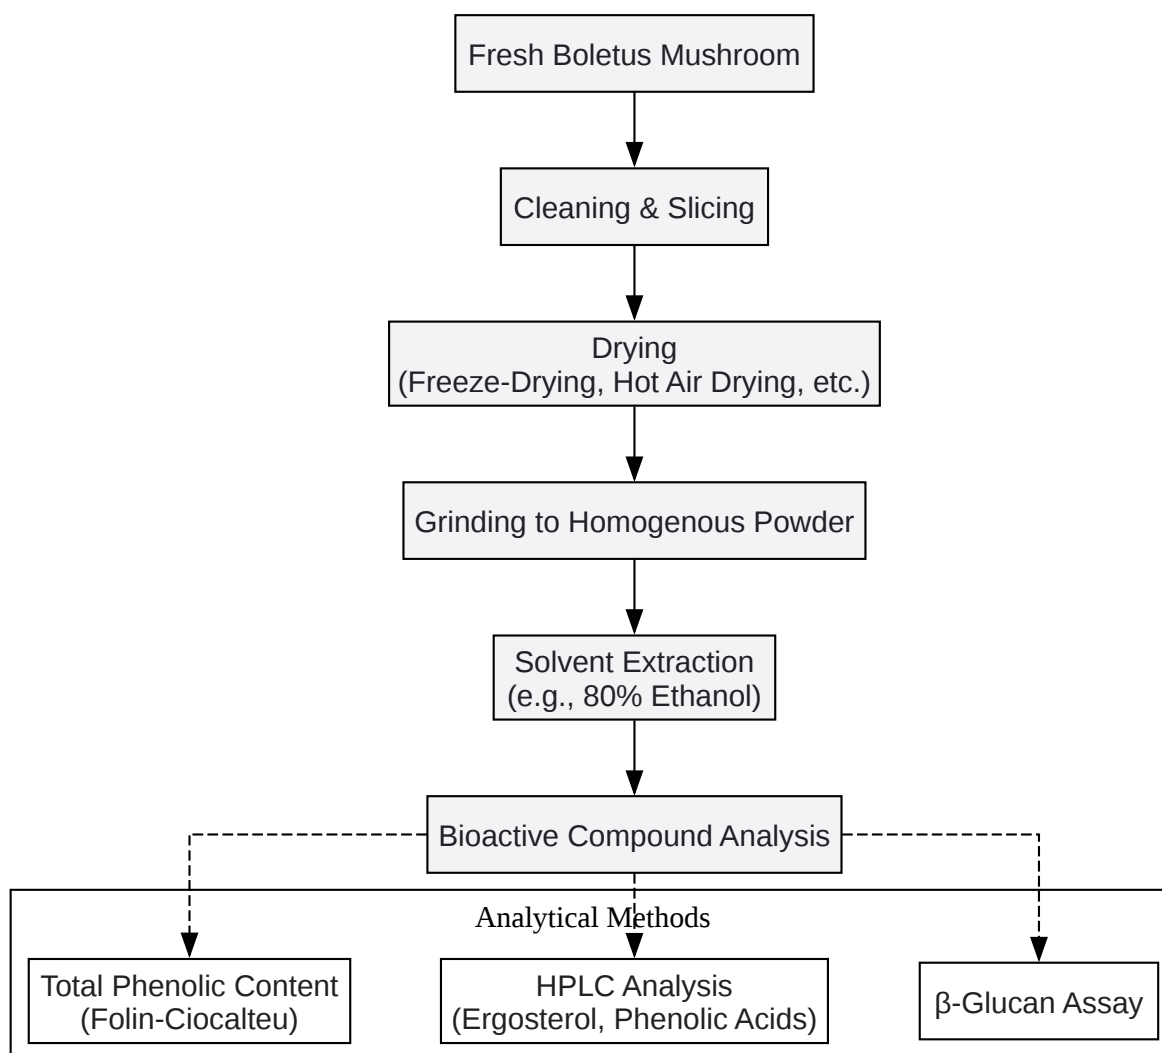 Fresh Boletus Mushroom
Cleaning & Slicing
Drying
(Freeze-Drying, Hot Air Drying, etc.)
Grinding to Homogenous Powder
Solvent Extraction
(e.g., 80% Ethanol)
Bioactive Compound Analysis
Analytical Methods
Total Phenolic Content
(Folin-Ciocalteu)
HPLC Analysis
(Ergosterol, Phenolic Acids)
β-Glucan Assay